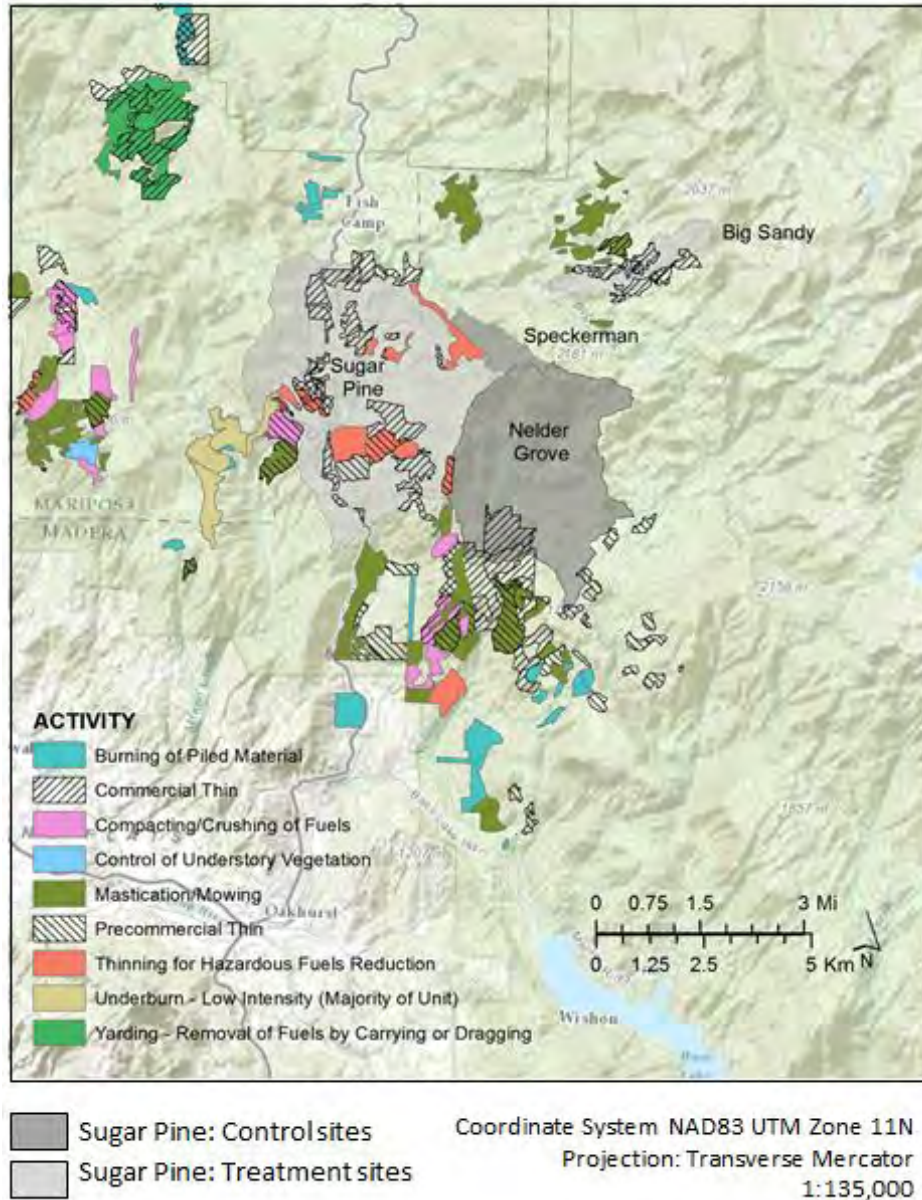 Fish
Camp
2037 m
Big Sandy
Speckerman
2181 m
Sugar
Pine
Nelder
Grove
MARIPOSA
MADERA
2156 m
ACTIVITY
Burning of Piled Material
Commercial Thin
Compacting/Crushing of Fuels
Control of Understory Vegetation
Mastication/Mowing
Precommercial Thin
Thinning for Hazardous Fuels Reduction
Underburn - Low Intensity (Majority of Unit)
Yarding - Removal of Fuels by Carrying or Dragging
Oakhurst
0 0.75 1.5 3 Mi
0 1.25 2.5 5 Km
N
Wishon
Sugar Pine: Control sites
Sugar Pine: Treatment sites
Coordinate System NAD83 UTM Zone 11N
Projection: Transverse Mercator
1:135,000